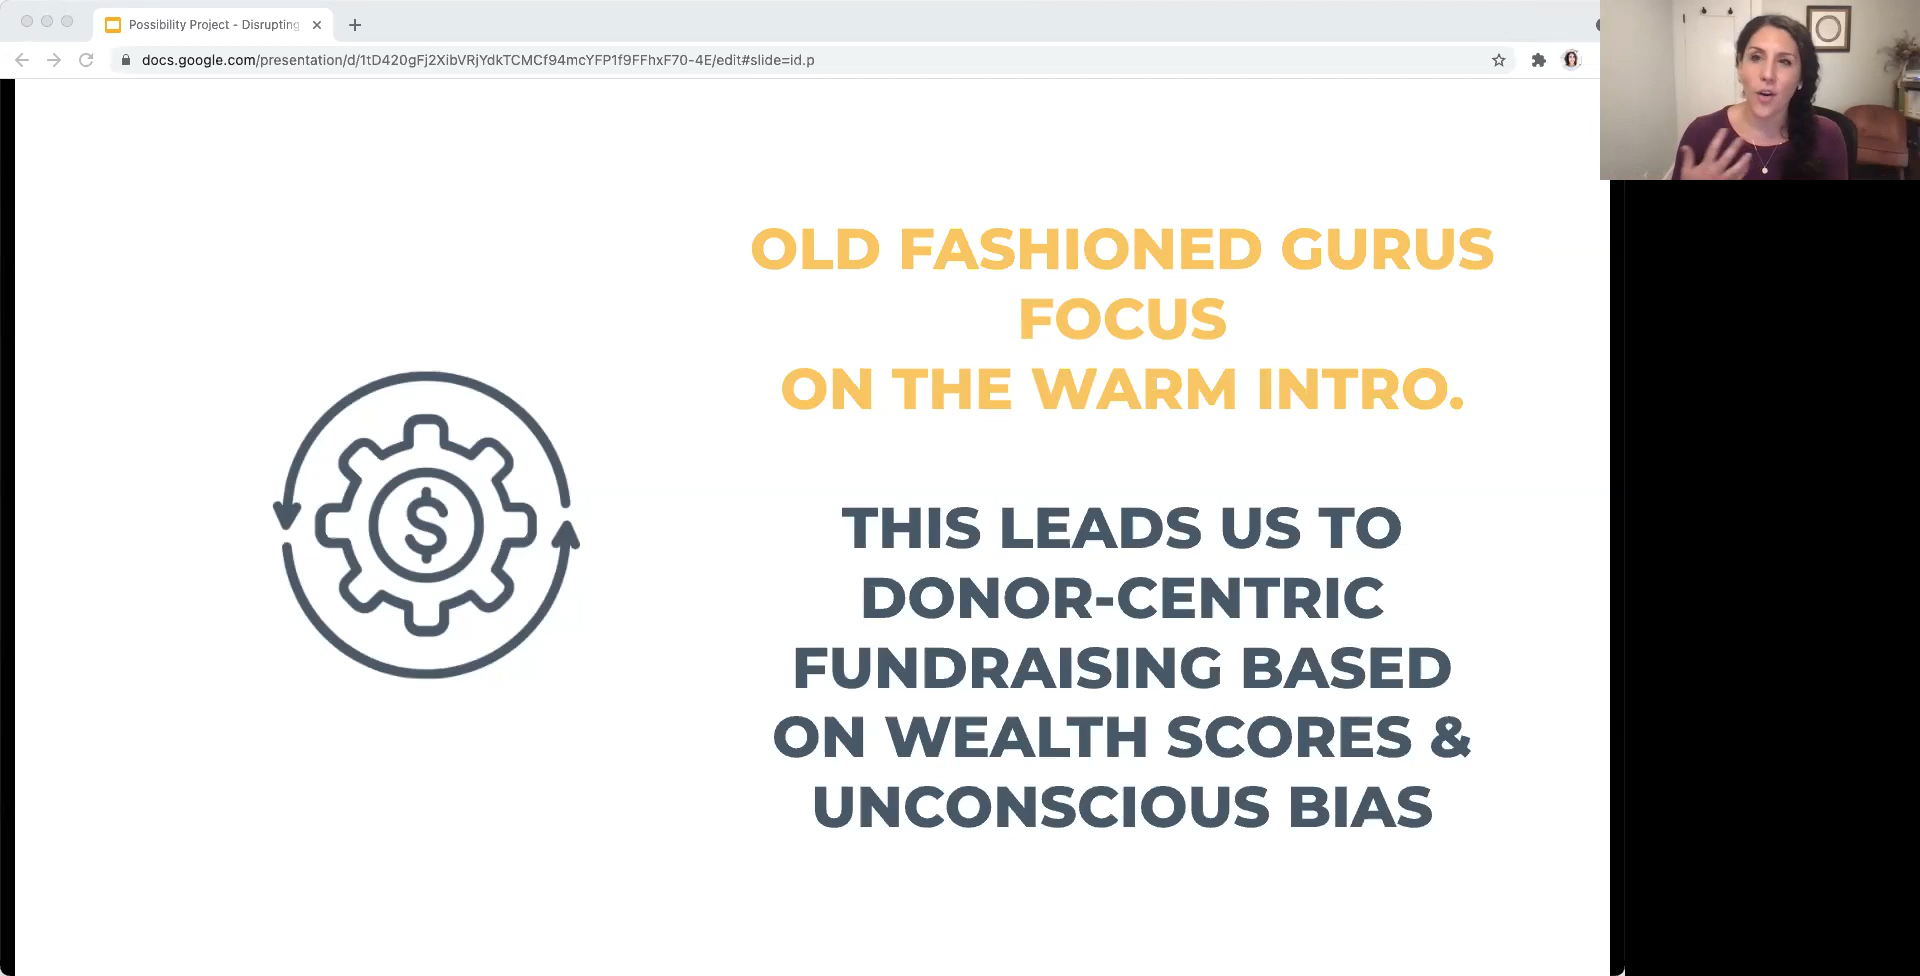 Possibility Project - Disrupting
docs.google.com/presentation/d/1tD420gFj2XibVRjYdkTCMCf94mcYFP1f9FFhxF70-4E/edit#slide=id.p
OLD FASHIONED GURUS
FOCUS
ON THE WARM INTRO.
THIS LEADS US TO
DONOR-CENTRIC
FUNDRAISING BASED
ON WEALTH SCORES &
UNCONSCIOUS BIAS
$